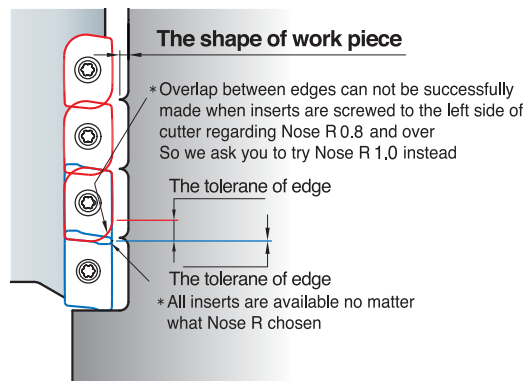 The shape of work piece
* Overlap between edges can not be successfully
made when inserts are screwed to the left side of
cutter regarding Nose R 0.8 and over
So we ask you to try Nose R 1.0 instead
The tolerane of edge
The tolerane of edge
* All inserts are available no matter
what Nose R chosen